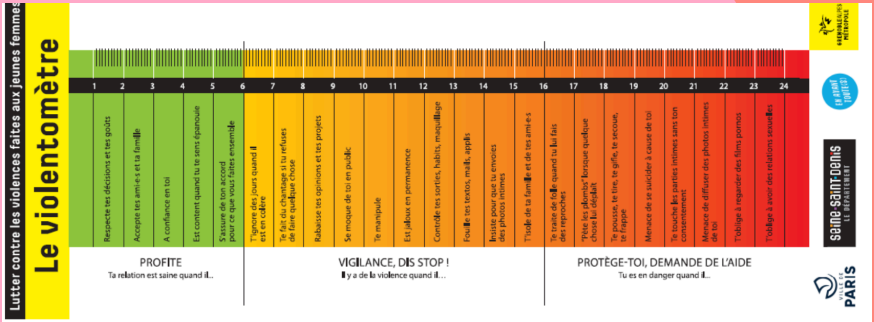 Lutter contre les violences faites aux jeunes femmes
Le violentomètre
1 2 3 4 5 6 7 8 9 10 11 12 13 14 15 16 17 18 19 20 21 22 23 24
Respecte tes décisions et tes goûts
Accepte tes ami·e·s et ta famille
A confiance en toi
Est content quand tu te sens épanouie
S'assure de ton accord
pour ce que vous faites ensemble
T'ignore des jours quand il
est en colère
Te fait du chantage si tu refuses
de faire quelque chose
Rabaisse tes opinions et tes projets
Se moque de toi en public
Te manipule
Est jaloux en permanence
Contrôle tes sorties, habits, maquillage
Fouille tes textos, mails, applis
Insiste pour que tu envoies
des photos intimes
T'isole de ta famille et de tes ami·e·s
Te traite de folle quand tu lui fais
des reproches
"Pète les plombs" lorsque quelque
chose lui déplaît
Te pousse, te tire, te gifle, te secoue,
te frappe
Menace de se suicider à cause de toi
Te touche les parties intimes sans ton
consentement
Menace de diffuser des photos intimes
de toi
T'oblige à regarder des films pornos
T'oblige à avoir des relations sexuelles
PROFITE
Ta relation est saine quand il...
VIGILANCE, DIS STOP !
Il y a de la violence quand il...
PROTÈGE-TOI, DEMANDE DE L'AIDE
Tu es en danger quand il...
GRENOBLE ALPES
MÉTROPOLE
EN AVANT
TOUTE(S)
seine-saint-denis
LE DÉPARTEMENT
VILLE DE
PARIS